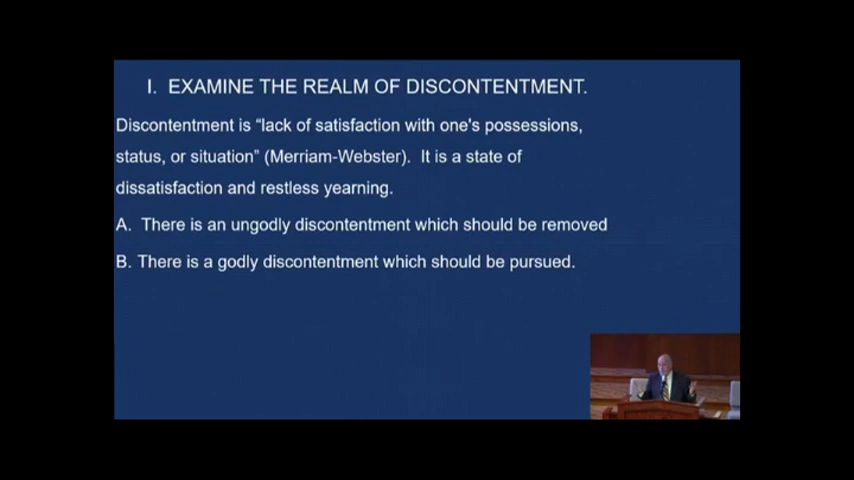 I. EXAMINE THE REALM OF DISCONTENTMENT.
Discontentment is “lack of satisfaction with one's possessions,
status, or situation” (Merriam-Webster). It is a state of
dissatisfaction and restless yearning.
A. There is an ungodly discontentment which should be removed
B. There is a godly discontentment which should be pursued.